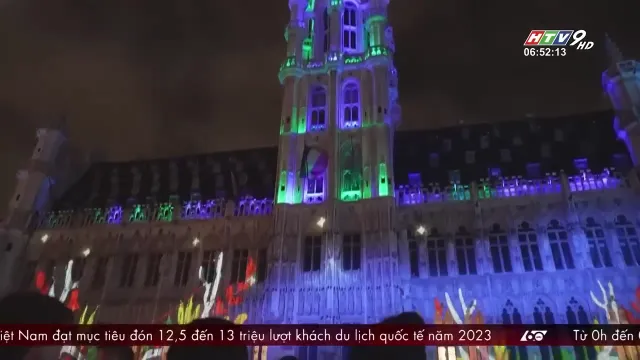 HTV9 HD
06:52:13
iệt Nam đạt mục tiêu đón 12,5 đến 13 triệu lượt khách du lịch quốc tế năm 2023 60 Từ 0h đến